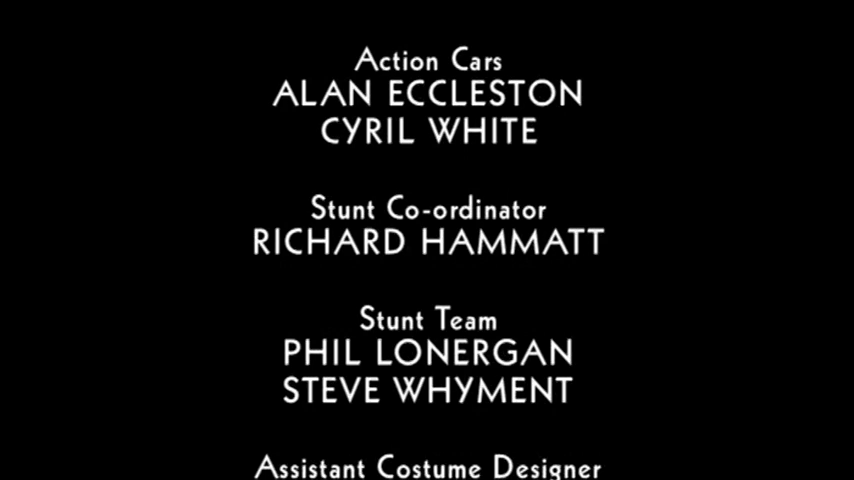 Action Cars
ALAN ECCLESTON
CYRIL WHITE
Stunt Co-ordinator
RICHARD HAMMATT
Stunt Team
PHIL LONERGAN
STEVE WHYMENT
Assistant Costume Designer